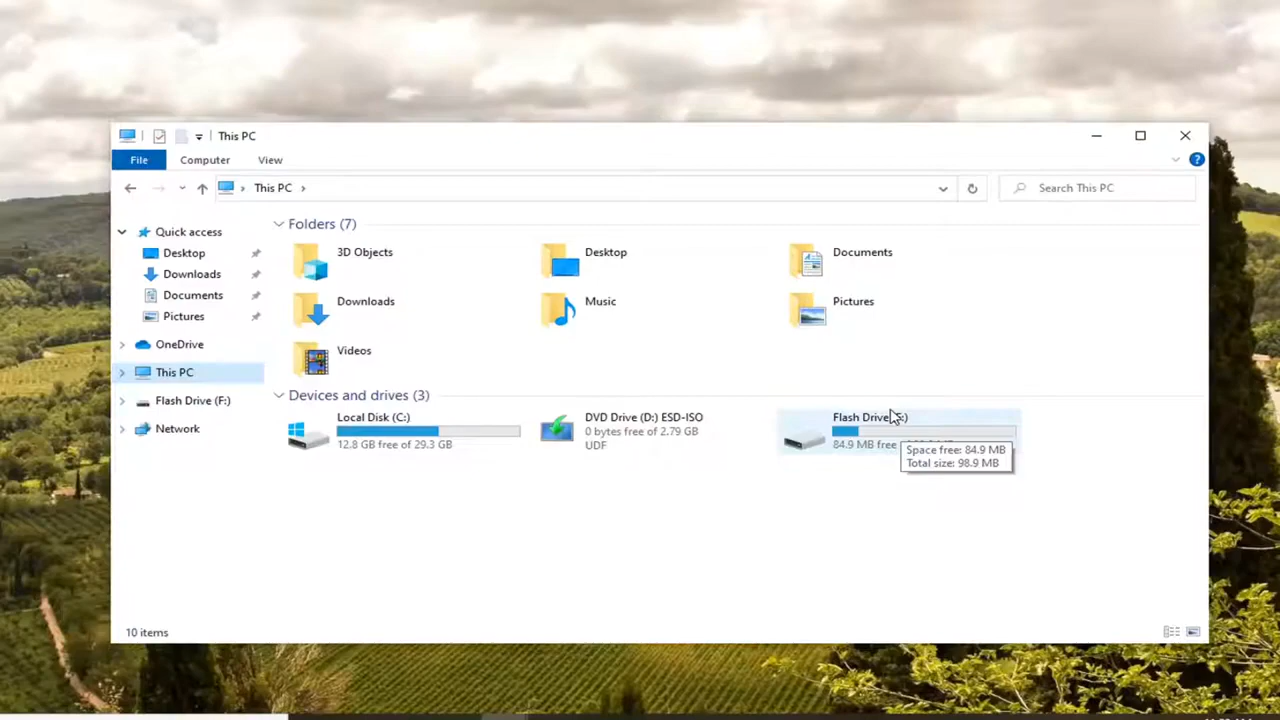 This PC
File Computer View
This PC
Search This PC
Quick access
Desktop
Downloads
Documents
Pictures
OneDrive
This PC
Flash Drive (F:)
Network
Folders (7)
3D Objects
Desktop
Documents
Downloads
Music
Pictures
Videos
Devices and drives (3)
Local Disk (C:)
12.8 GB free of 29.3 GB
DVD Drive (D:) ESD-ISO
0 bytes free of 2.79 GB
UDF
Flash Drive
84.9 MB free
Space free: 84.9 MB
Total size: 98.9 MB
10 items